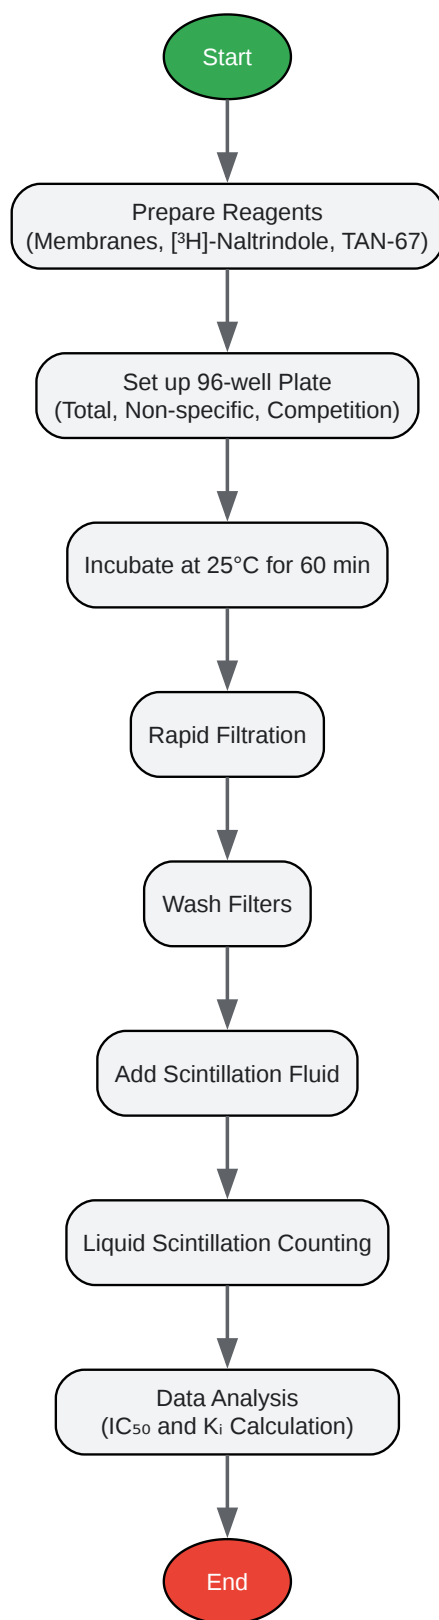 Start
Prepare Reagents
(Membranes, [³H]-Naltrindole, TAN-67)
Set up 96-well Plate
(Total, Non-specific, Competition)
Incubate at 25°C for 60 min
Rapid Filtration
Wash Filters
Add Scintillation Fluid
Liquid Scintillation Counting
Data Analysis
(IC₅₀ and Kᵢ Calculation)
End